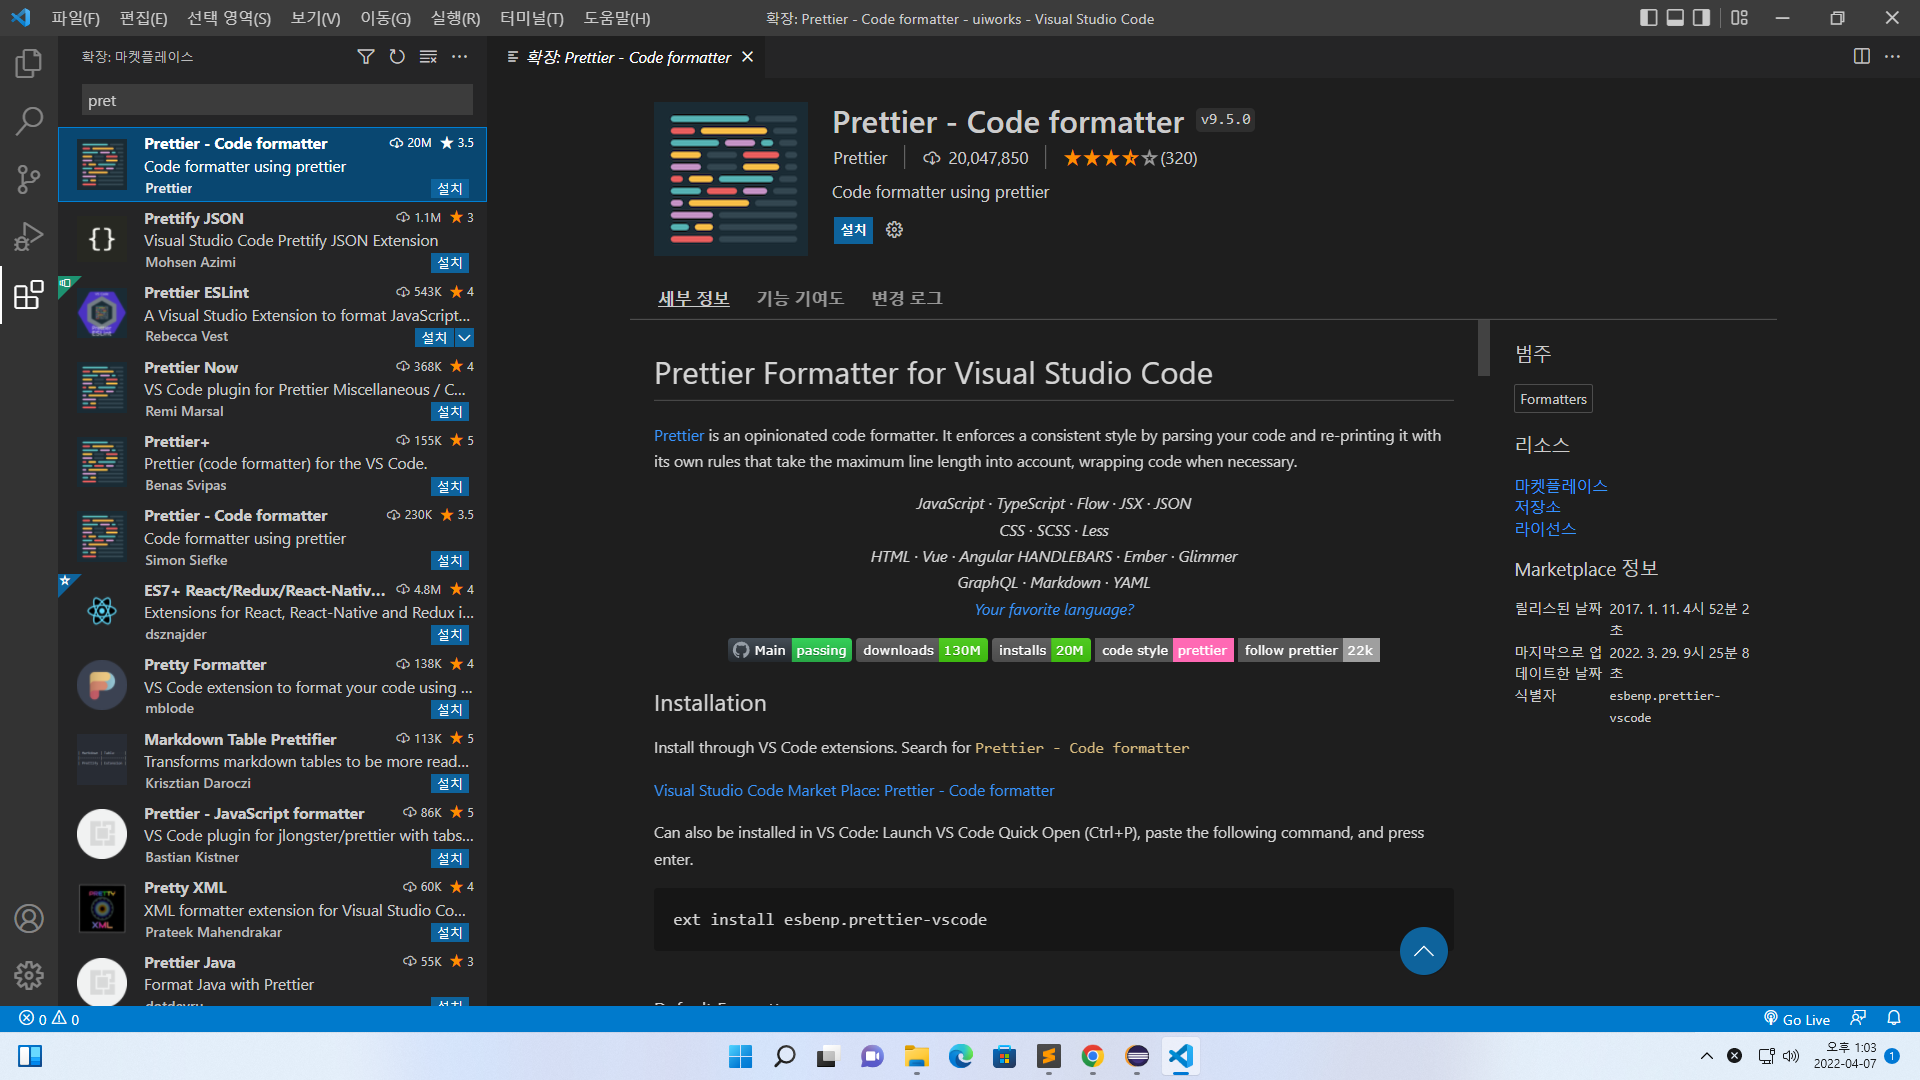 파일(F) 편집(E) 선택 영역(S) 보기(V) 이동(G) 실행(R) 터미널(T) 도움말(H) 확장: Prettier - Code formatter - uiworks - Visual Studio Code
확장: 마켓플레이스
pret
Prettier - Code formatter 20M 3.5
Code formatter using prettier
Prettier 설치
Prettify JSON 1.1M 3
Visual Studio Code Prettify JSON Extension
Mohsen Azimi 설치
Prettier ESLint 543K 4
A Visual Studio Extension to format JavaScript...
Rebecca Vest 설치
Prettier Now 368K 4
VS Code plugin for Prettier Miscellaneous / C...
Remi Marsal 설치
Prettier+ 155K 5
Prettier (code formatter) for the VS Code.
Benas Svipas 설치
Prettier - Code formatter 230K 3.5
Code formatter using prettier
Simon Siefke 설치
ES7+ React/Redux/React-Nativ... 4.8M 4
Extensions for React, React-Native and Redux i...
dsznajder 설치
Pretty Formatter 138K 4
VS Code extension to format your code using ...
mblode 설치
Markdown Table Prettifier 113K 5
Transforms markdown tables to be more read...
Krisztian Daroczi 설치
Prettier - JavaScript formatter 86K 5
VS Code plugin for jlongster/prettier with tabs...
Bastian Kistner 설치
PRETTY
XML
Pretty XML 60K 4
XML formatter extension for Visual Studio Co...
Prateek Mahendrakar 설치
Prettier Java 55K 3
Format Java with Prettier
확장: Prettier - Code formatter
Prettier - Code formatter v9.5.0
Prettier 20,047,850 (320)
Code formatter using prettier
설치
세부 정보 기능 기여도 변경 로그
Prettier Formatter for Visual Studio Code
Prettier is an opinionated code formatter. It enforces a consistent style by parsing your code and re-printing it with
its own rules that take the maximum line length into account, wrapping code when necessary.
JavaScript · TypeScript · Flow · JSX · JSON
CSS · SCSS · Less
HTML · Vue · Angular HANDLEBARS · Ember · Glimmer
GraphQL · Markdown · YAML
Your favorite language?
Main passing downloads 130M installs 20M code style prettier follow prettier 22k
Installation
Install through VS Code extensions. Search for Prettier - Code formatter
Visual Studio Code Market Place: Prettier - Code formatter
Can also be installed in VS Code: Launch VS Code Quick Open (Ctrl+P), paste the following command, and press
enter.
ext install esbenp.prettier-vscode
범주
Formatters
리소스
마켓플레이스
저장소
라이선스
Marketplace 정보
릴리스된 날짜 2017. 1. 11. 4시 52분 2
초
마지막으로 업 2022. 3. 29. 9시 25분 8
데이트한 날짜 초
식별자 esbenp.prettier-
vscode
0 0 Go Live
오후 1:03
2022-04-07 1